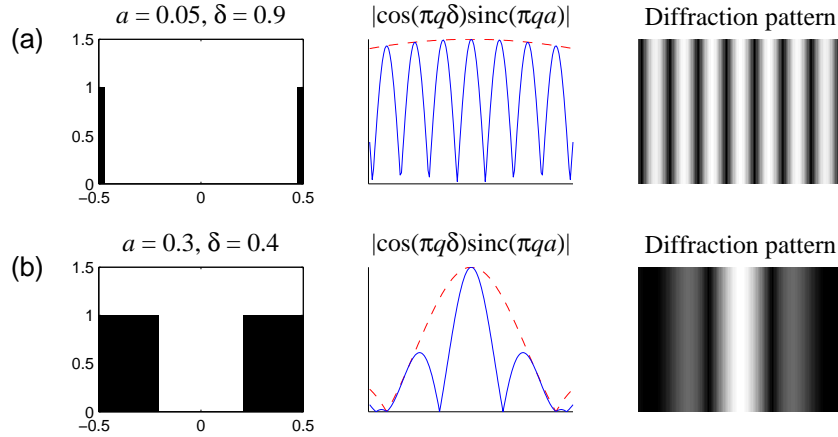 (a)
a = 0.05, δ = 0.9
|cos(πqδ)sinc(πqa)|
Diffraction pattern
1.5
1
0.5
0
−0.5 0 0.5
(b)
a = 0.3, δ = 0.4
|cos(πqδ)sinc(πqa)|
Diffraction pattern
1.5
1
0.5
0
−0.5 0 0.5